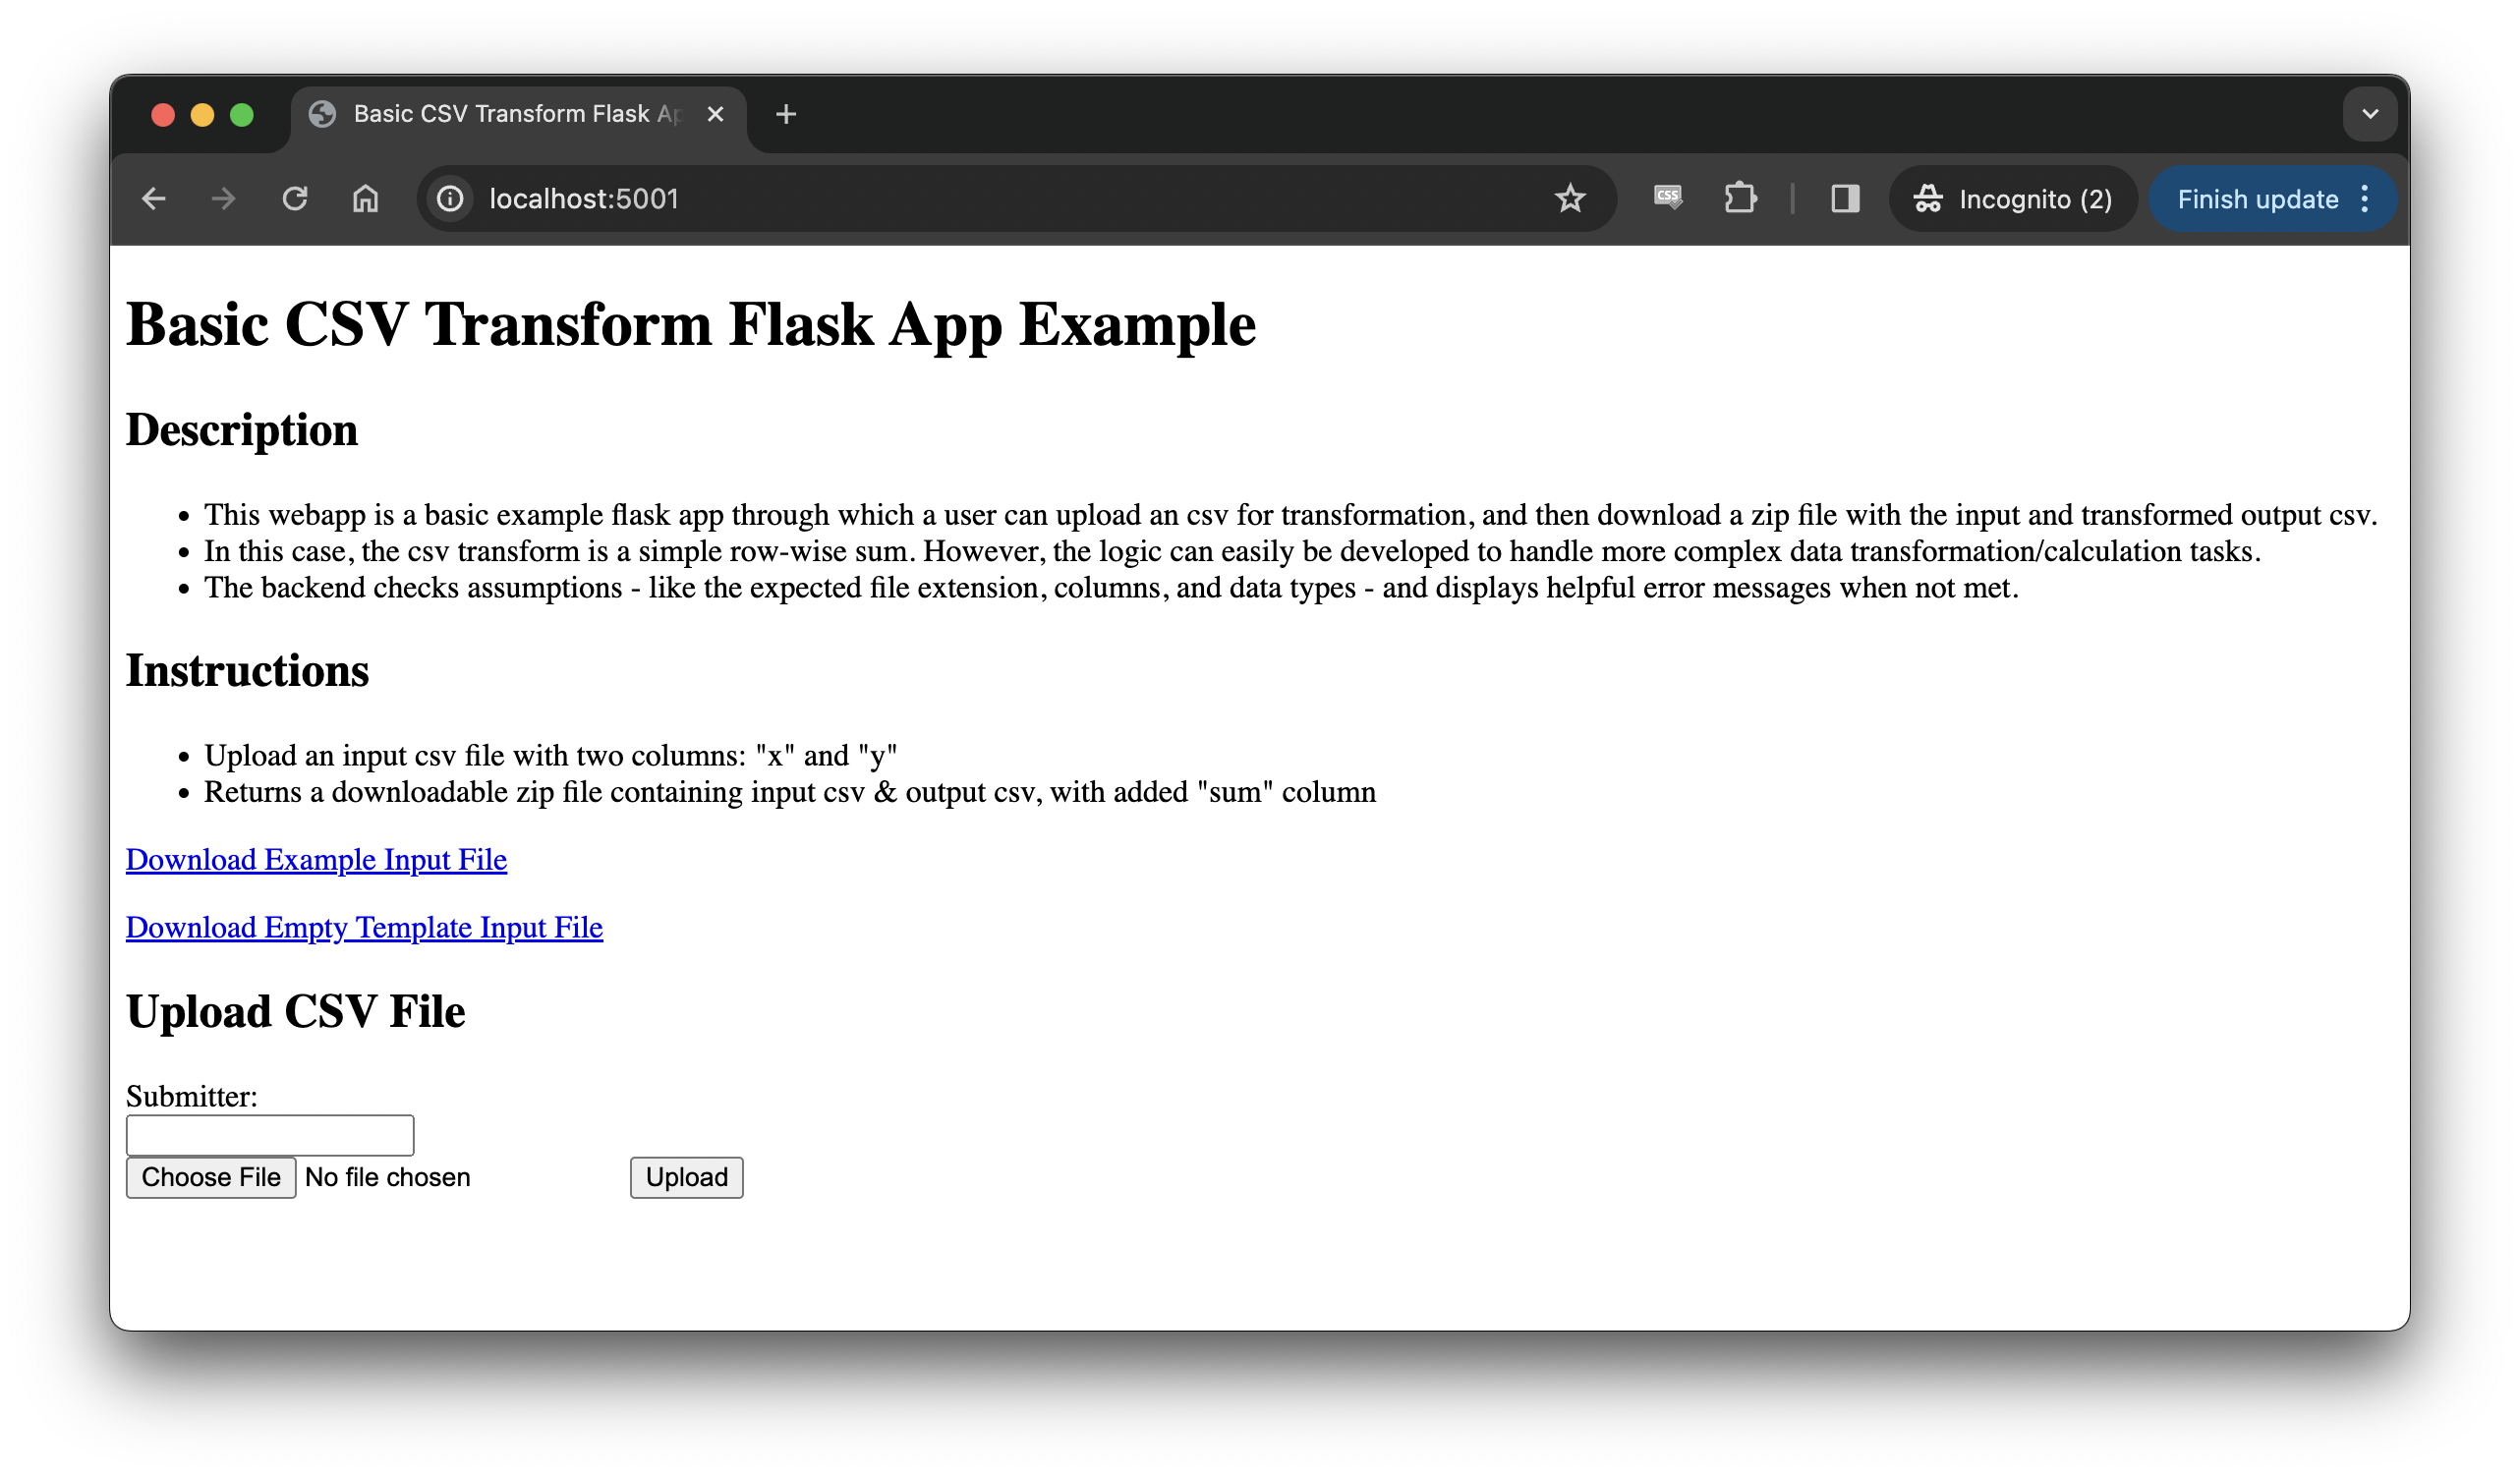 Basic CSV Transform Flask Ap
localhost:5001
CSS
Incognito (2)
Finish update
Basic CSV Transform Flask App Example
Description
This webapp is a basic example flask app through which a user can upload an csv for transformation, and then download a zip file with the input and transformed output csv.
In this case, the csv transform is a simple row-wise sum. However, the logic can easily be developed to handle more complex data transformation/calculation tasks.
The backend checks assumptions - like the expected file extension, columns, and data types - and displays helpful error messages when not met.
Instructions
Upload an input csv file with two columns: "x" and "y"
Returns a downloadable zip file containing input csv & output csv, with added "sum" column
Download Example Input File
Download Empty Template Input File
Upload CSV File
Submitter:
Choose File No file chosen Upload